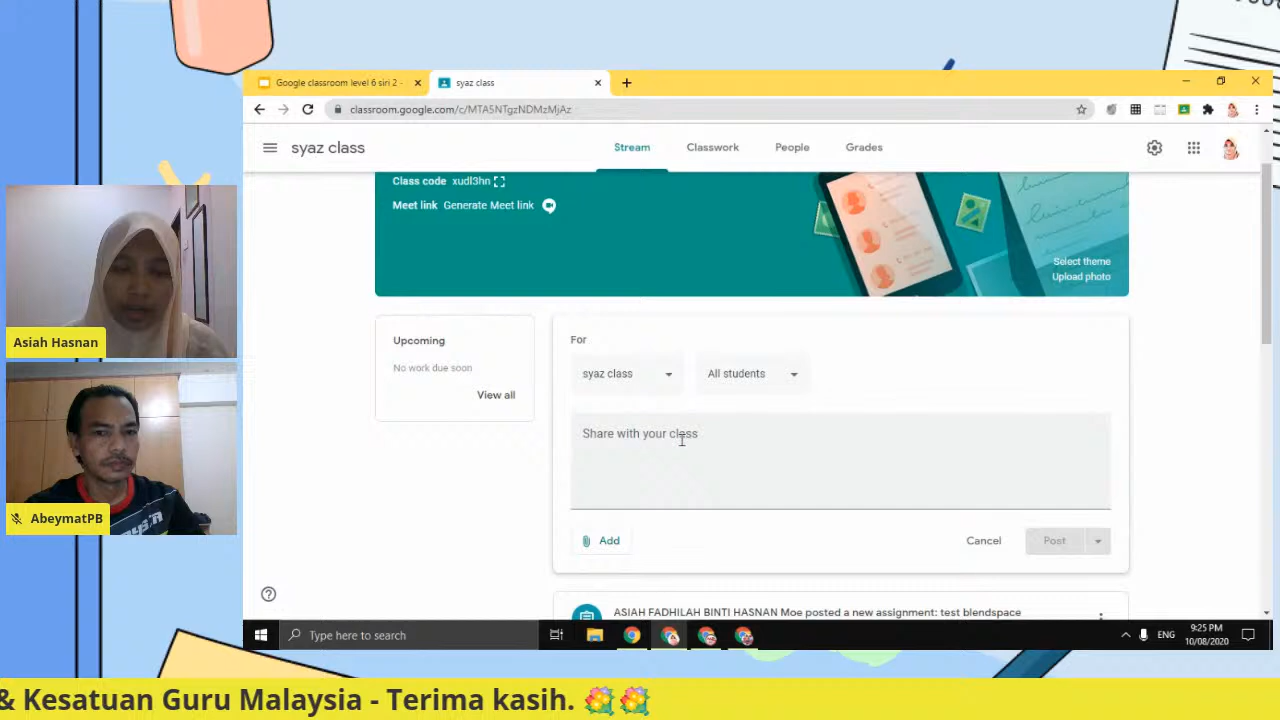 Google classroom level 6 siri 2 -
syaz class
classroom.google.com/c/MTA5NTgzNDMzMjAz
syaz class
Stream
Classwork
People
Grades
Class code xudl3hn
Meet link Generate Meet link
Select theme
Upload photo
Upcoming
No work due soon
View all
For
syaz class
All students
Share with your class
Add
Cancel
Post
ASIAH FADHILAH BINTI HASNAN Moe posted a new assignment: test blendspace
Type here to search
ENG
9:25 PM
10/08/2020
Asiah Hasnan
AbeymatPB
& Kesatuan Guru Malaysia - Terima kasih. 💐💐